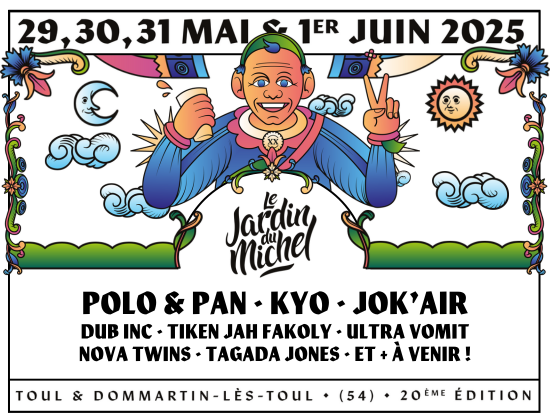 29, 30, 31 MAI & 1ER JUIN 2025
XX
le
Jardin
du
Michel
POLO & PAN · KYO · JOK'AIR
DUB INC · TIKEN JAH FAKOLY · ULTRA VOMIT
NOVA TWINS · TAGADA JONES · ET + À VENIR !
TOUL & DOMMARTIN-LÈS-TOUL • (54) • 20ÈME ÉDITION